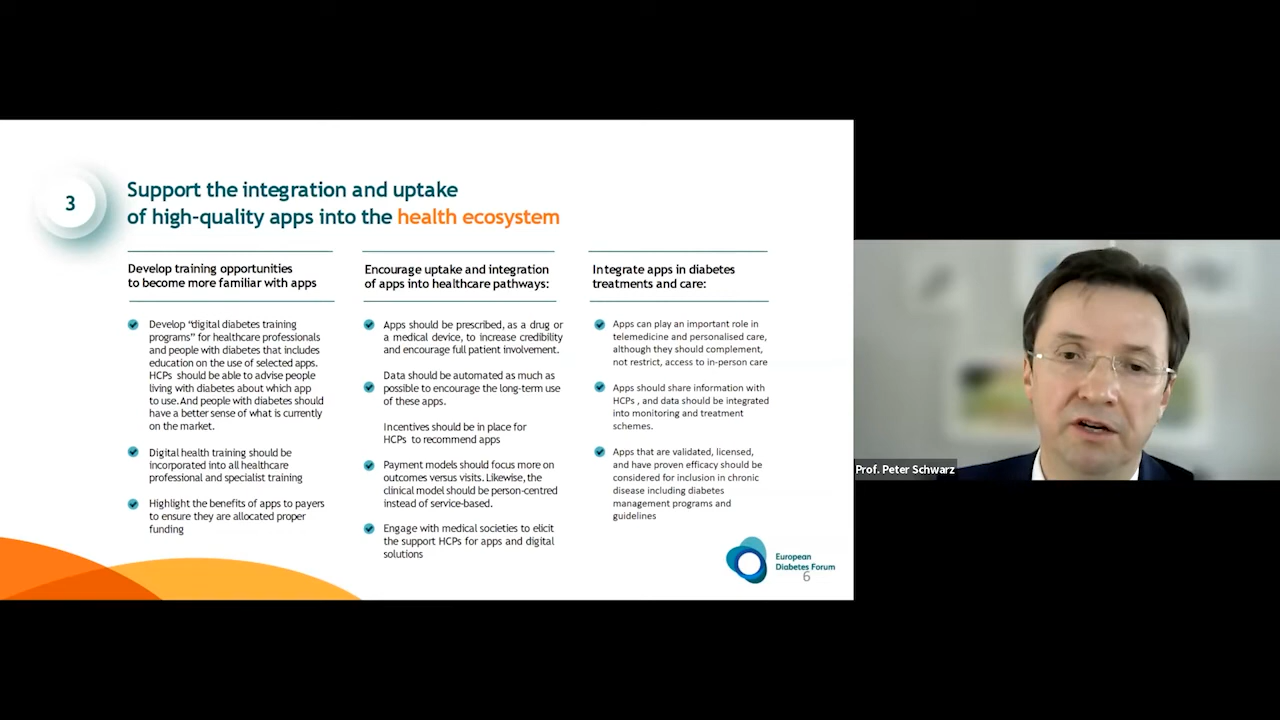 3
Support the integration and uptake
of high-quality apps into the health ecosystem
Develop training opportunities
to become more familiar with apps
Develop “digital diabetes training
programs” for healthcare professionals
and people with diabetes that includes
education on the use of selected apps.
HCPs should be able to advise people
living with diabetes about which app
to use. And people with diabetes should
have a better sense of what is currently
on the market.
Digital health training should be
incorporated into all healthcare
professional and specialist training
Highlight the benefits of apps to payers
to ensure they are allocated proper
funding
Encourage uptake and integration
of apps into healthcare pathways:
Apps should be prescribed, as a drug or
a medical device, to increase credibility
and encourage full patient involvement.
Data should be automated as much as
possible to encourage the long-term use
of these apps.
Incentives should be in place for
HCPs to recommend apps
Payment models should focus more on
outcomes versus visits. Likewise, the
clinical model should be person-centred
instead of service-based.
Engage with medical societies to elicit
the support HCPs for apps and digital
solutions
Integrate apps in diabetes
treatments and care:
Apps can play an important role in
telemedicine and personalised care,
although they should complement,
not restrict, access to in-person care
Apps should share information with
HCPs , and data should be integrated
into monitoring and treatment
schemes.
Apps that are validated, licensed,
and have proven efficacy should be
considered for inclusion in chronic
disease including diabetes
management programs and
guidelines
European
Diabetes Forum
6
Prof. Peter Schwarz